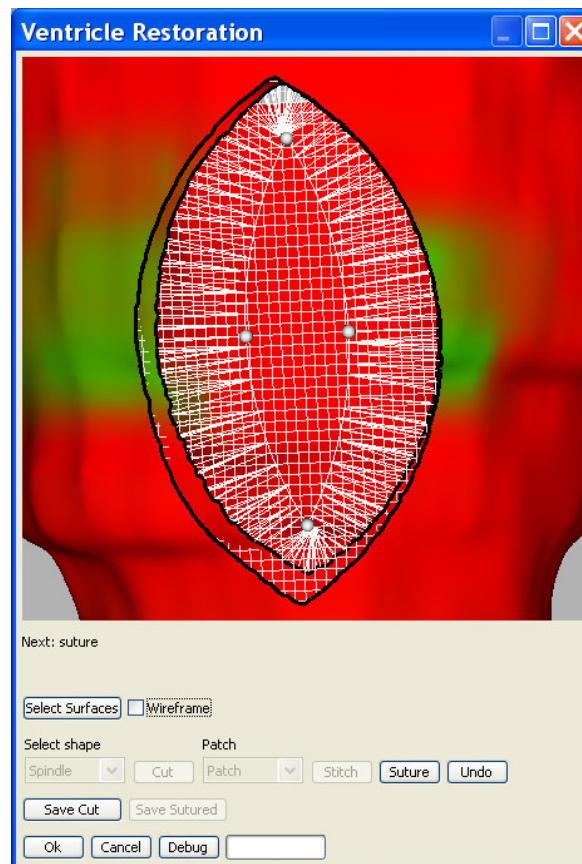 Ventricle Restoration
Next: suture
Select Surfaces Wireframe
Select shape Patch
Spindle Cut Patch Stitch Suture Undo
Save Cut Save Sutured
Ok Cancel Debug